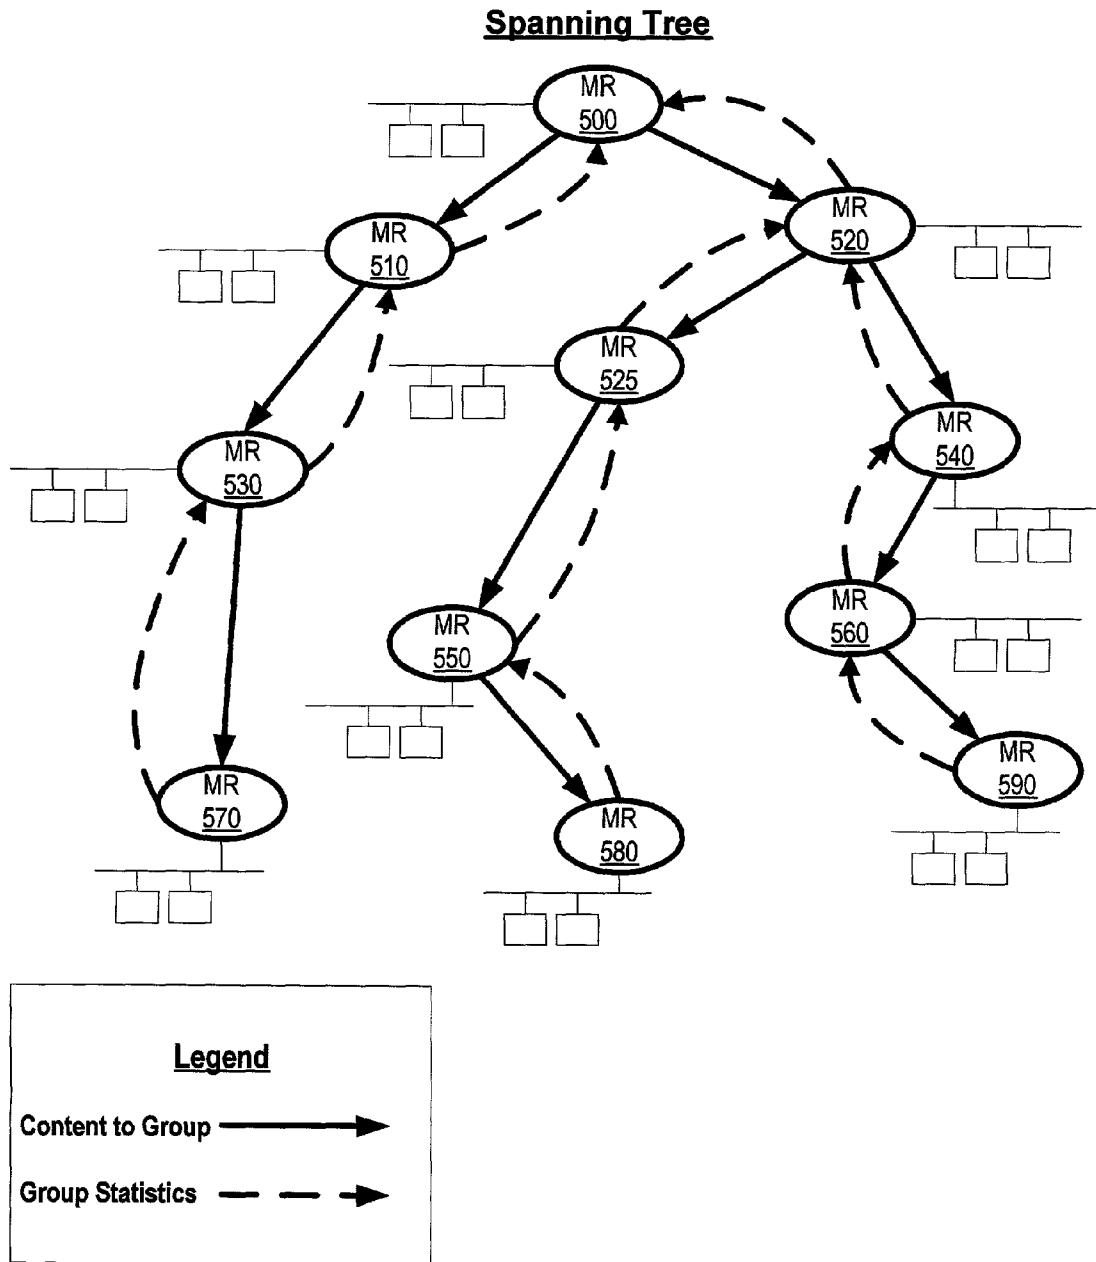 Spanning Tree
MR
500
MR
510
MR
520
MR
525
MR
530
MR
540
MR
550
MR
560
MR
570
MR
580
MR
590
Legend
Content to Group
Group Statistics